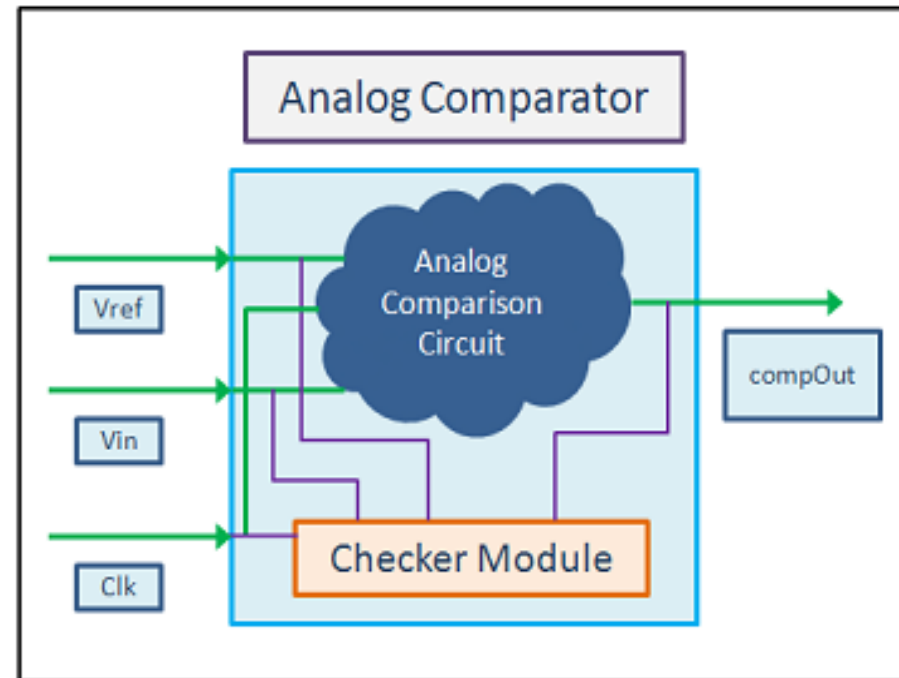 Analog Comparator
Analog
Comparison
Circuit
Vref
compOut
Vin
Checker Module
Clk